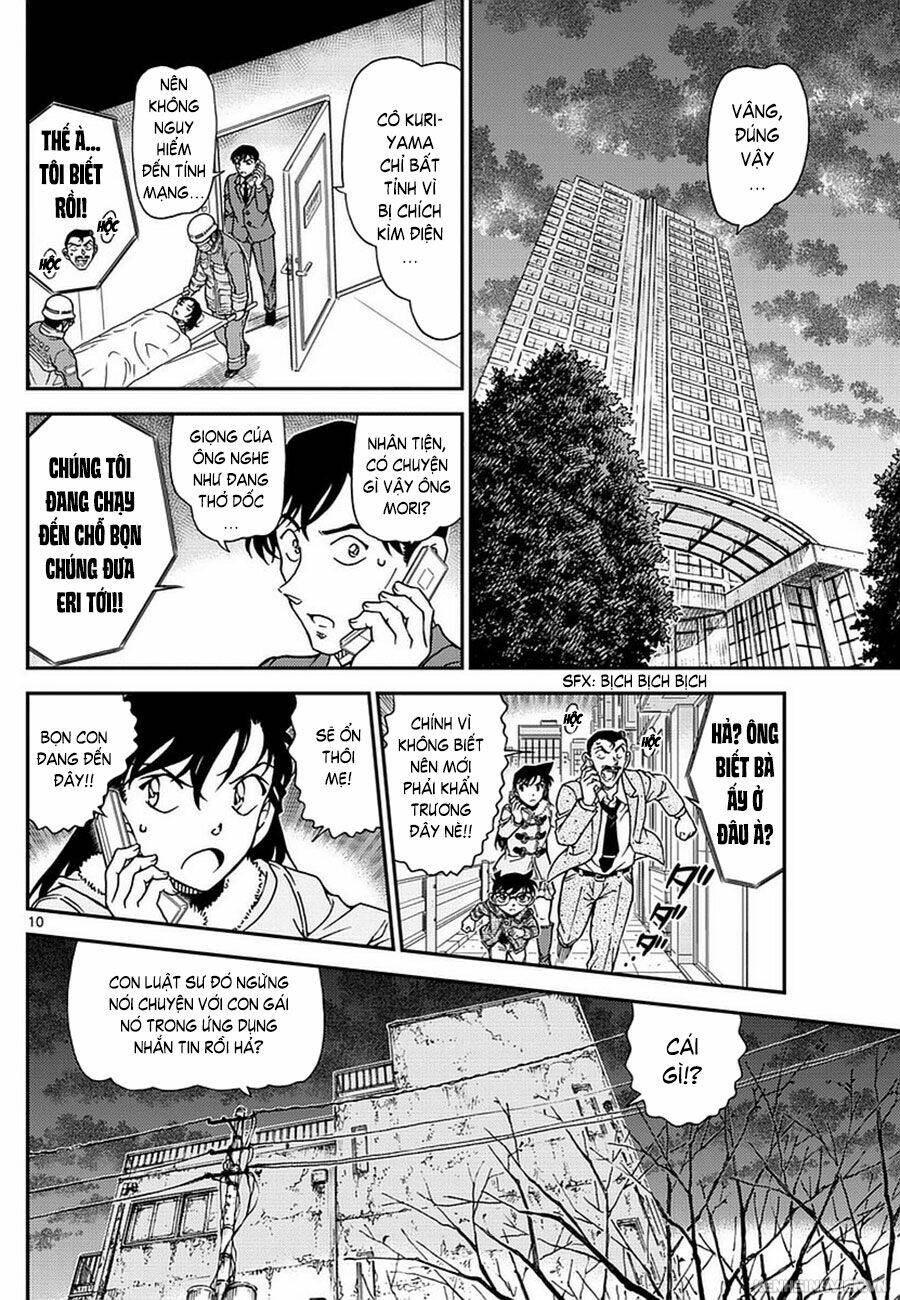 VÂNG,
ĐÚNG
VẬY
...
CÔ KURI-
YAMA
CHỈ BẤT
TỈNH VÌ
BỊ CHÍCH
KÌM ĐIỆN
...
NÊN
KHÔNG
NGUY
HIỂM
ĐẾN TÍNH
MẠNG...
THẾ À...
TÔI BIẾT
RỒI!
HỘC
HỘC
NHÂN TIỆN,
CÓ CHUYỆN
GÌ VẬY ÔNG
MORI?
GIỌNG CỦA
ÔNG NGHE
NHƯ ĐANG
THỞ DỐC
...
CHÚNG TÔI
ĐANG CHẠY
ĐẾN CHỖ BỌN
CHÚNG ĐƯA
ERI TỚI!!
SFX: BỊCH BỊCH BỊCH
HẢ? ÔNG
BIẾT BÀ
ẤY Ở
ĐÂU À?
HỘC
HỘC
CHÍNH VÌ
KHÔNG BIẾT
NÊN MỚI
PHẢI KHẨN
TRƯƠNG
ĐÂY NÈ!!
ダダダ...
SẼ ỔN
THÔI
MẸ!
BỌN CON
DANG ĐẾN
ĐÂY!!
10
CÁI
GÌ!?
CON LUẬT SƯ ĐÓ NGỪNG
NÓI CHUYỆN VỚI CON GÁI
NÓ TRONG ỨNG DỤNG
NHẮN TIN RỒI HẢ?